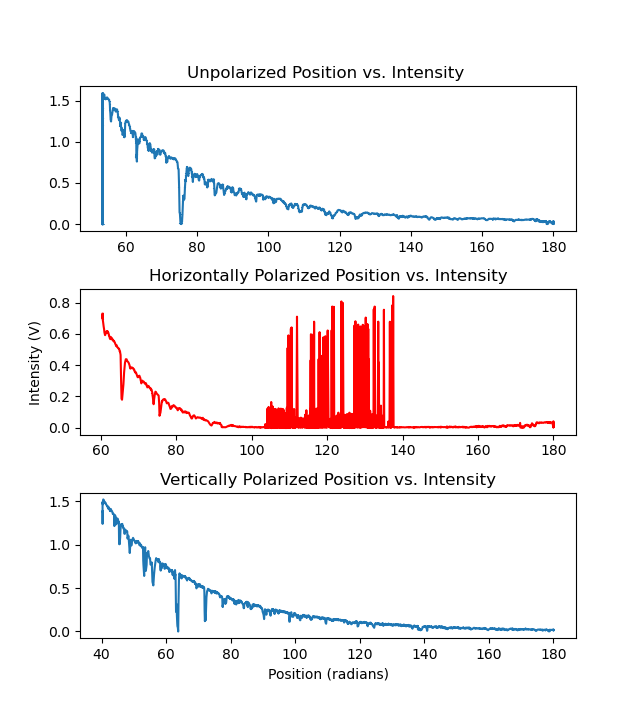 Unpolarized Position vs. Intensity
1.5
1.0
0.5
0.0
60 80 100 120 140 160 180
Horizontally Polarized Position vs. Intensity
Intensity (V)
0.8
0.6
0.4
0.2
0.0
60 80 100 120 140 160 180
Vertically Polarized Position vs. Intensity
1.5
1.0
0.5
0.0
40 60 80 100 120 140 160 180
Position (radians)